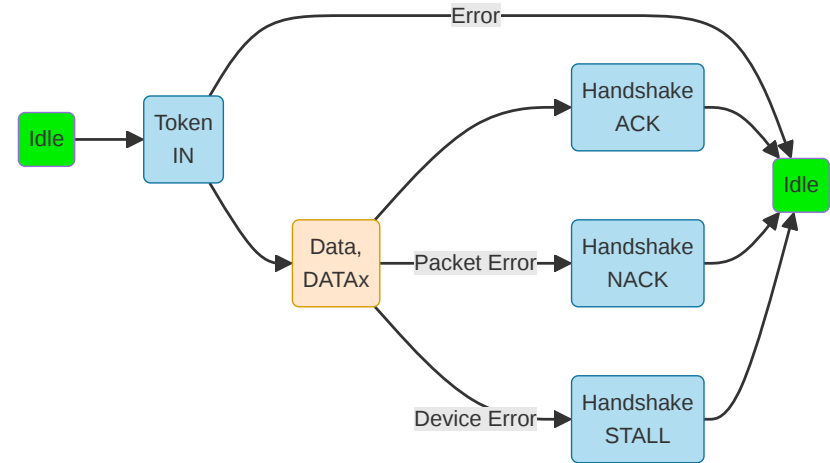 Error
Idle
Token
IN
Handshake
ACK
Idle
Data,
DATAx
Packet Error
Handshake
NACK
Device Error
Handshake
STALL